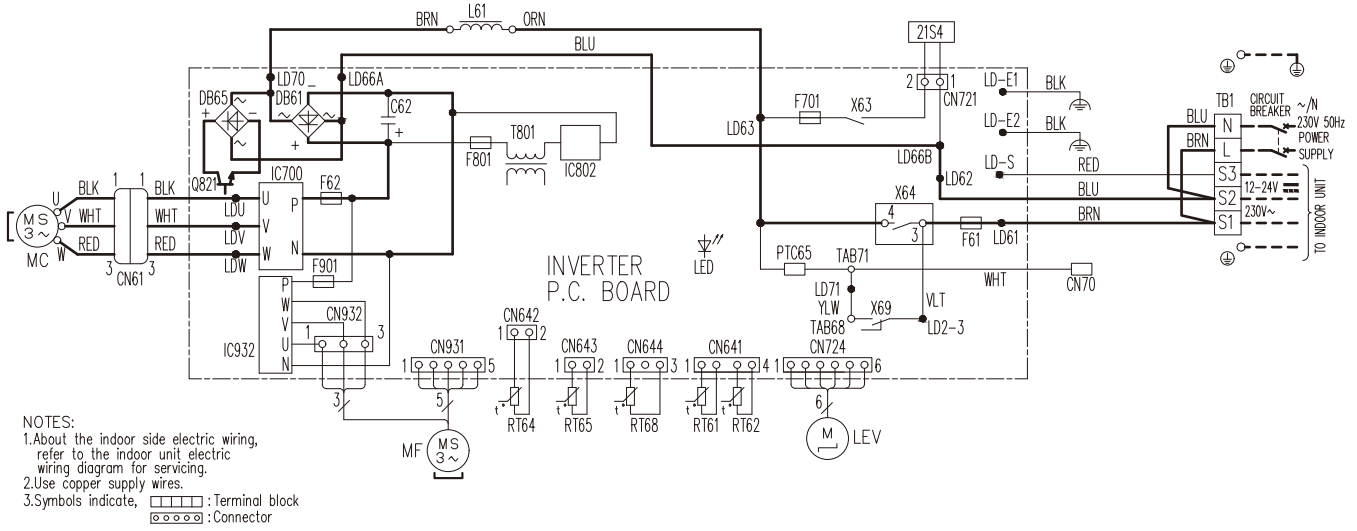 BRN
L61
ORN
BLU
21S4
LD70
LD66A
DB65
DB61
C62
+
−
−
+
+
F701
X63
2
1
CN721
LD63
LD-E1
BLK
LD-E2
BLK
LD-S
RED
BLU
BRN
TB1
CIRCUIT
BREAKER
~/N
230V 50Hz
POWER
SUPPLY
BLU
N
BRN
L
S3
S2
S1
12-24V
230V~
TO INDOOR UNIT
F801
T801
IC802
LD66B
LD62
Q821
IC700
F62
U
V
W
P
N
X64
4
3
F61
LD61
U
V
W
BLK
WHT
RED
1
1
3
3
BLK
WHT
RED
LDU
LDV
LDW
MS
3~
MC
CN61
F901
P
W
V
U
N
IC932
CN932
1
3
INVERTER
P.C. BOARD
LED
PTC65
TAB71
WHT
CN70
LD71
YLW
TAB68
X69
VLT
LD2-3
CN931
1
5
CN642
1
2
CN643
1
2
CN644
1
3
CN641
1
4
CN724
1
6
3
5
t°
RT64
t°
RT65
t°
RT68
t°
RT61
t°
RT62
6
M
LEV
MF
MS
3~
NOTES:
1.About the indoor side electric wiring,
refer to the indoor unit electric
wiring diagram for servicing.
2.Use copper supply wires.
3.Symbols indicate,
: Terminal block
: Connector